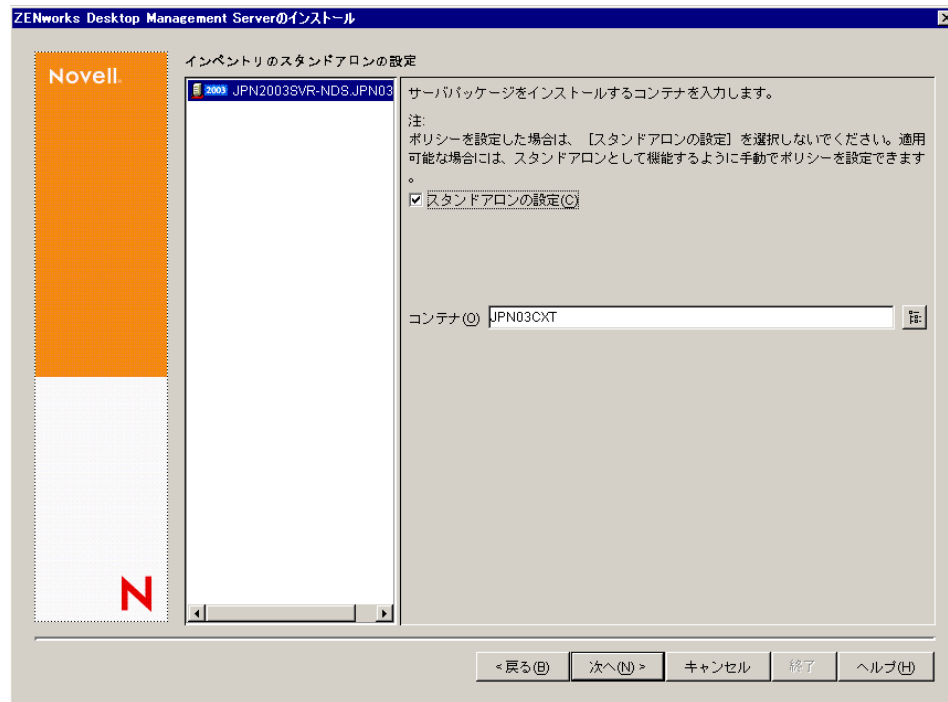 ZENworks Desktop Management Serverのインストール
Novell.
インベントリのスタンドアロンの設定
2003 JPN2003SVR-NDS.JPN03
サーバパッケージをインストールするコンテナを入力します。
注:
ポリシーを設定した場合は、［スタンドアロンの設定］を選択しないでください。適用
可能な場合には、スタンドアロンとして機能するように手動でポリシーを設定できます
。
スタンドアロンの設定(C)
コンテナ(O) JPN03CXT
N
<戻る(B) 次へ(N)> キャンセル 終了 ヘルプ(H)